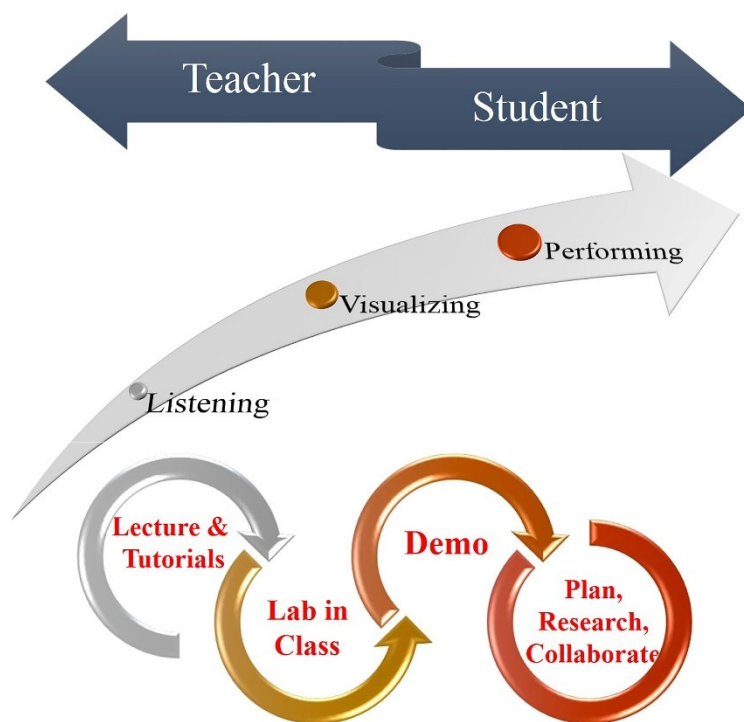 Teacher
Student
Performing
Visualizing
Listening
Lecture &
Tutorials
Lab in
Class
Demo
Plan,
Research,
Collaborate